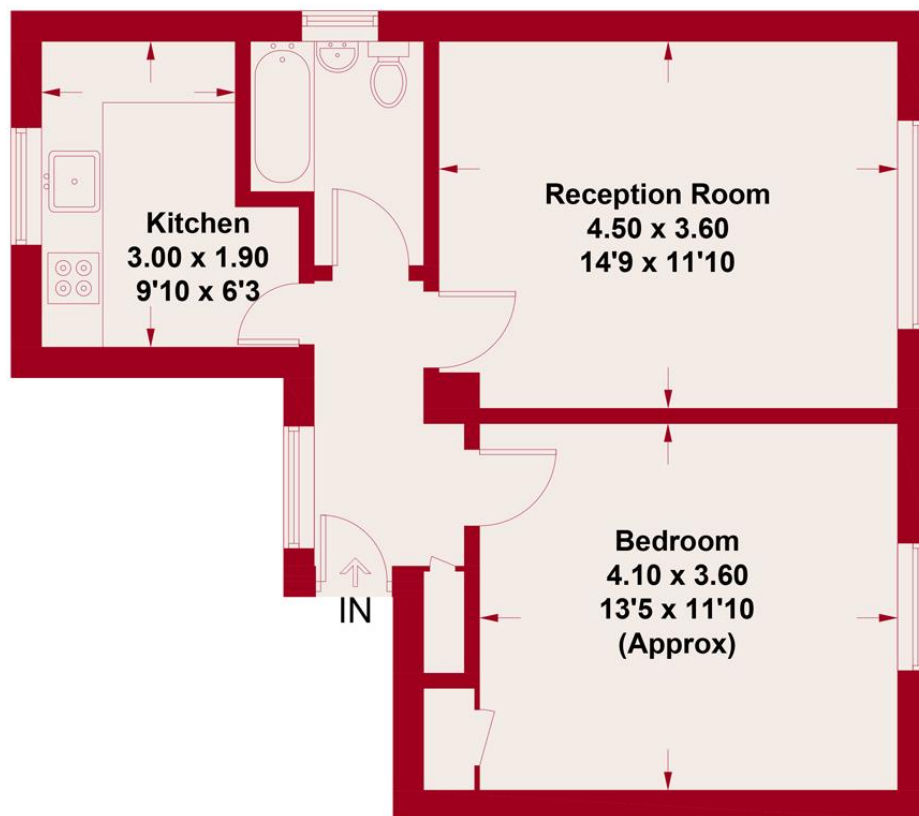 Kitchen
3.00 x 1.90
9'10 x 6'3
Reception Room
4.50 x 3.60
14'9 x 11'10
Bedroom
4.10 x 3.60
13'5 x 11'10
(Approx)
IN